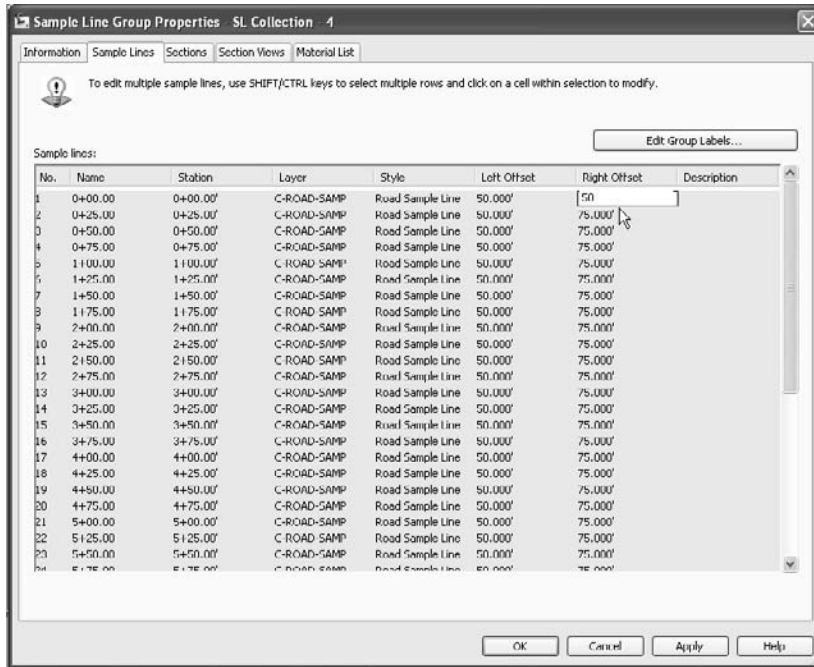 Sample Line Group Properties - SL Collection - 4
Information Sample Lines Sections Section Views Material List
To edit multiple sample lines, use SHIFT/CTRL keys to select multiple rows and click on a cell within selection to modify.
Edit Group Labels...
Sample lines:
No. Name Station Layer Style Left Offset Right Offset Description
1 0+00.00 0+00.00' C-ROAD-SAMP Road Sample Line 50.000' 50
2 0+25.00 0+25.00' C-ROAD-SAMP Road Sample Line 50.000' 75.000'
3 0+50.00 0+50.00' C-ROAD-SAMP Road Sample Line 50.000' 75.000'
4 0+75.00 0+75.00' C-ROAD-SAMP Road Sample Line 50.000' 75.000'
5 1+00.00 1+00.00' C-ROAD-SAMP Road Sample Line 50.000' 75.000'
6 1+25.00 1+25.00' C-ROAD-SAMP Road Sample Line 50.000' 75.000'
7 1+50.00 1+50.00' C-ROAD-SAMP Road Sample Line 50.000' 75.000'
8 1+75.00 1+75.00' C-ROAD-SAMP Road Sample Line 50.000' 75.000'
9 2+00.00 2+00.00' C-ROAD-SAMP Road Sample Line 50.000' 75.000'
10 2+25.00 2+25.00' C-ROAD-SAMP Road Sample Line 50.000' 75.000'
11 2+50.00 2+50.00' C-ROAD-SAMP Road Sample Line 50.000' 75.000'
12 2+75.00 2+75.00' C-ROAD-SAMP Road Sample Line 50.000' 75.000'
13 3+00.00 3+00.00' C-ROAD-SAMP Road Sample Line 50.000' 75.000'
14 3+25.00 3+25.00' C-ROAD-SAMP Road Sample Line 50.000' 75.000'
15 3+50.00 3+50.00' C-ROAD-SAMP Road Sample Line 50.000' 75.000'
16 3+75.00 3+75.00' C-ROAD-SAMP Road Sample Line 50.000' 75.000'
17 4+00.00 4+00.00' C-ROAD-SAMP Road Sample Line 50.000' 75.000'
18 4+25.00 4+25.00' C-ROAD-SAMP Road Sample Line 50.000' 75.000'
19 4+50.00 4+50.00' C-ROAD-SAMP Road Sample Line 50.000' 75.000'
20 4+75.00 4+75.00' C-ROAD-SAMP Road Sample Line 50.000' 75.000'
21 5+00.00 5+00.00' C-ROAD-SAMP Road Sample Line 50.000' 75.000'
22 5+25.00 5+25.00' C-ROAD-SAMP Road Sample Line 50.000' 75.000'
23 5+50.00 5+50.00' C-ROAD-SAMP Road Sample Line 50.000' 75.000'
24 5+75.00 5+75.00' C-ROAD-SAMP Road Sample Line 50.000' 75.000'
OK Cancel Apply Help